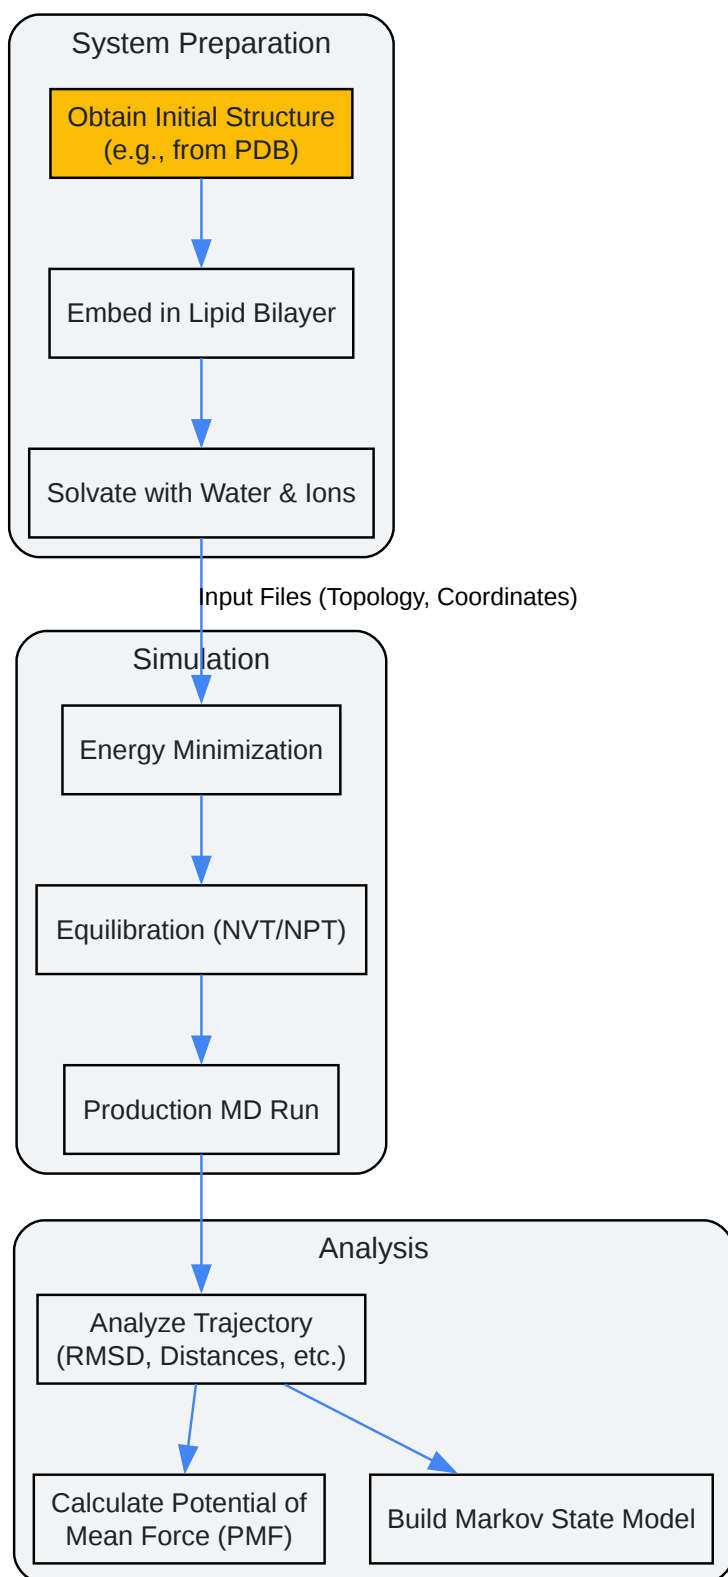 System Preparation
Obtain Initial Structure
(e.g., from PDB)
Embed in Lipid Bilayer
Solvate with Water & Ions
Input Files (Topology, Coordinates)
Simulation
Energy Minimization
Equilibration (NVT/NPT)
Production MD Run
Analysis
Analyze Trajectory
(RMSD, Distances, etc.)
Calculate Potential of
Mean Force (PMF)
Build Markov State Model